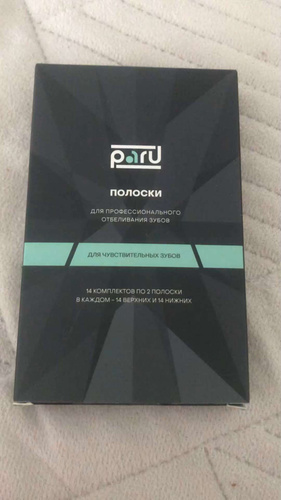 paru
ПОЛОСКИ
ДЛЯ ПРОФЕССИОНАЛЬНОГО
ОТБЕЛИВАНИЯ ЗУБОВ
ДЛЯ ЧУВСТВИТЕЛЬНЫХ ЗУБОВ
14 КОМПЛЕКТОВ ПО 2 ПОЛОСКИ
В КАЖДОМ - 14 ВЕРХНИХ И 14 НИЖНИХ